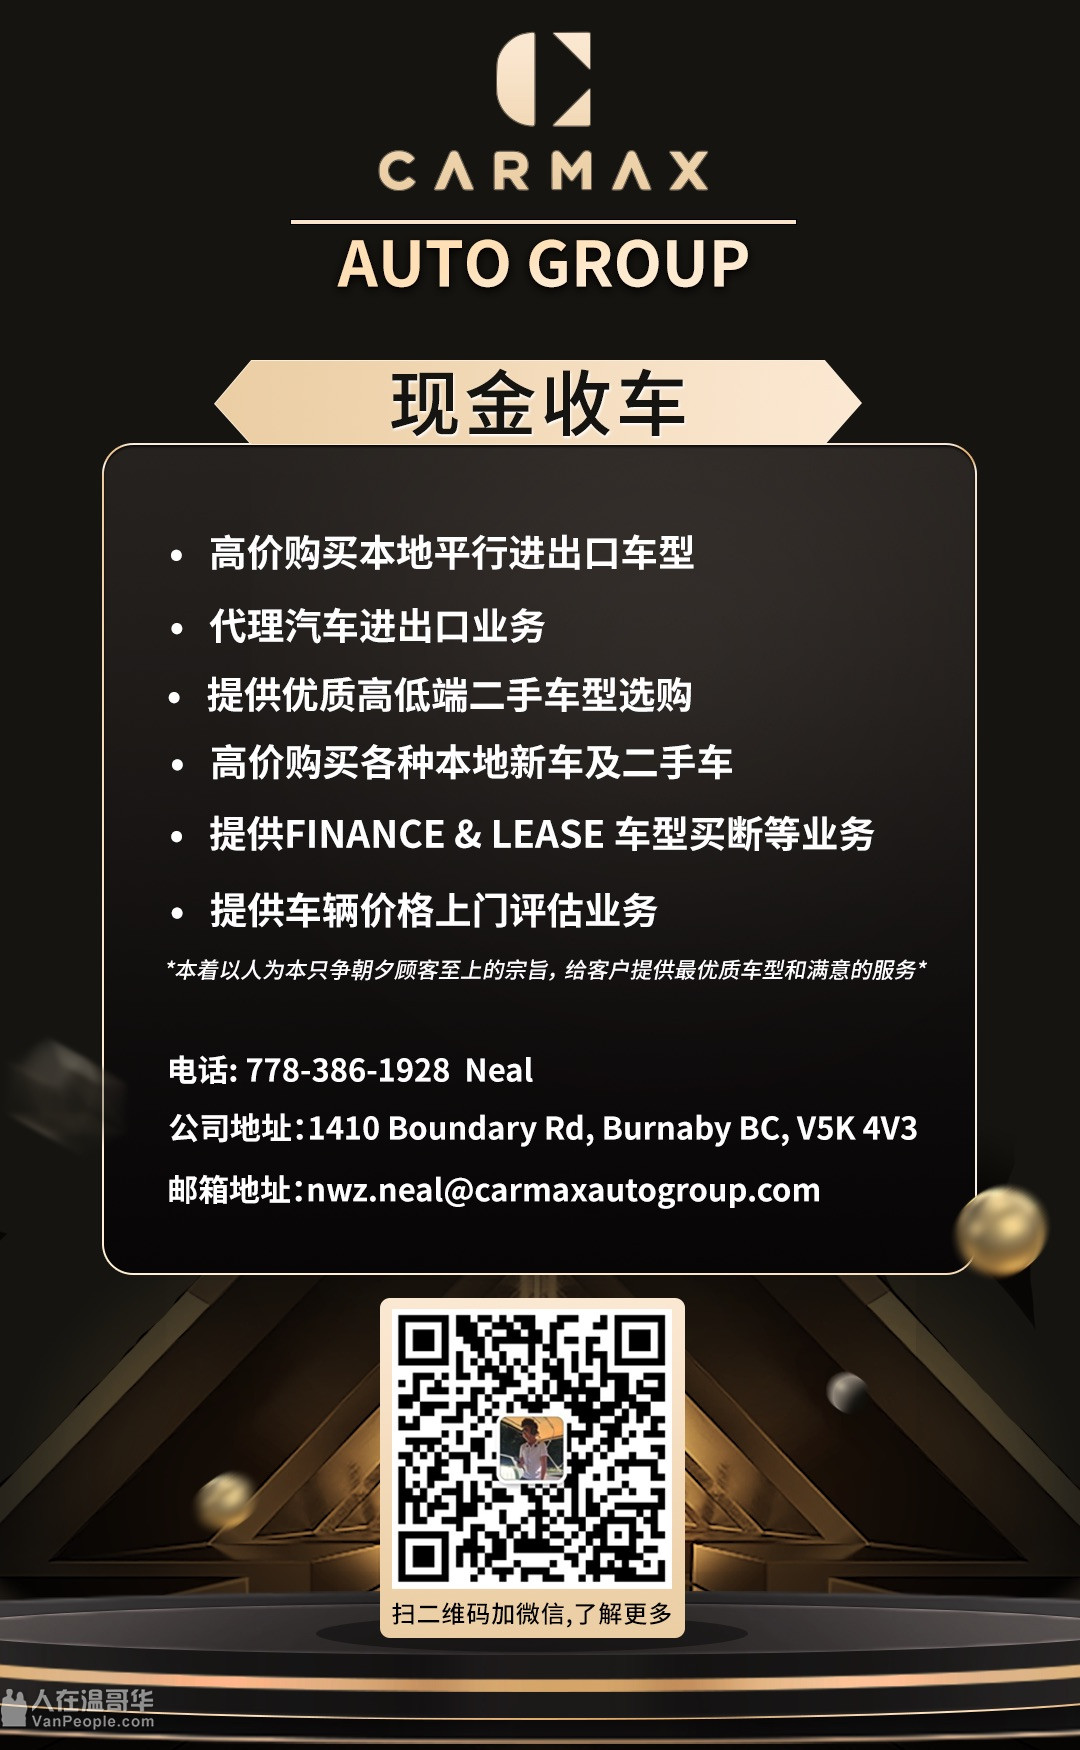 CARMAX
AUTO GROUP
现金收车
• 高价购买本地平行进出口车型
• 代理汽车进出口业务
• 提供优质高低端二手车型选购
• 高价购买各种本地新车及二手车
• 提供FINANCE & LEASE 车型买断等业务
• 提供车辆价格上门评估业务
*本着以人为本只争朝夕顾客至上的宗旨，给客户提供最优质车型和满意的服务*
电话: 778-386-1928 Neal
公司地址：1410 Boundary Rd, Burnaby BC, V5K 4V3
邮箱地址：nwz.neal@carmaxautogroup.com
扫二维码加微信,了解更多
人在温哥华
VanPeople.com